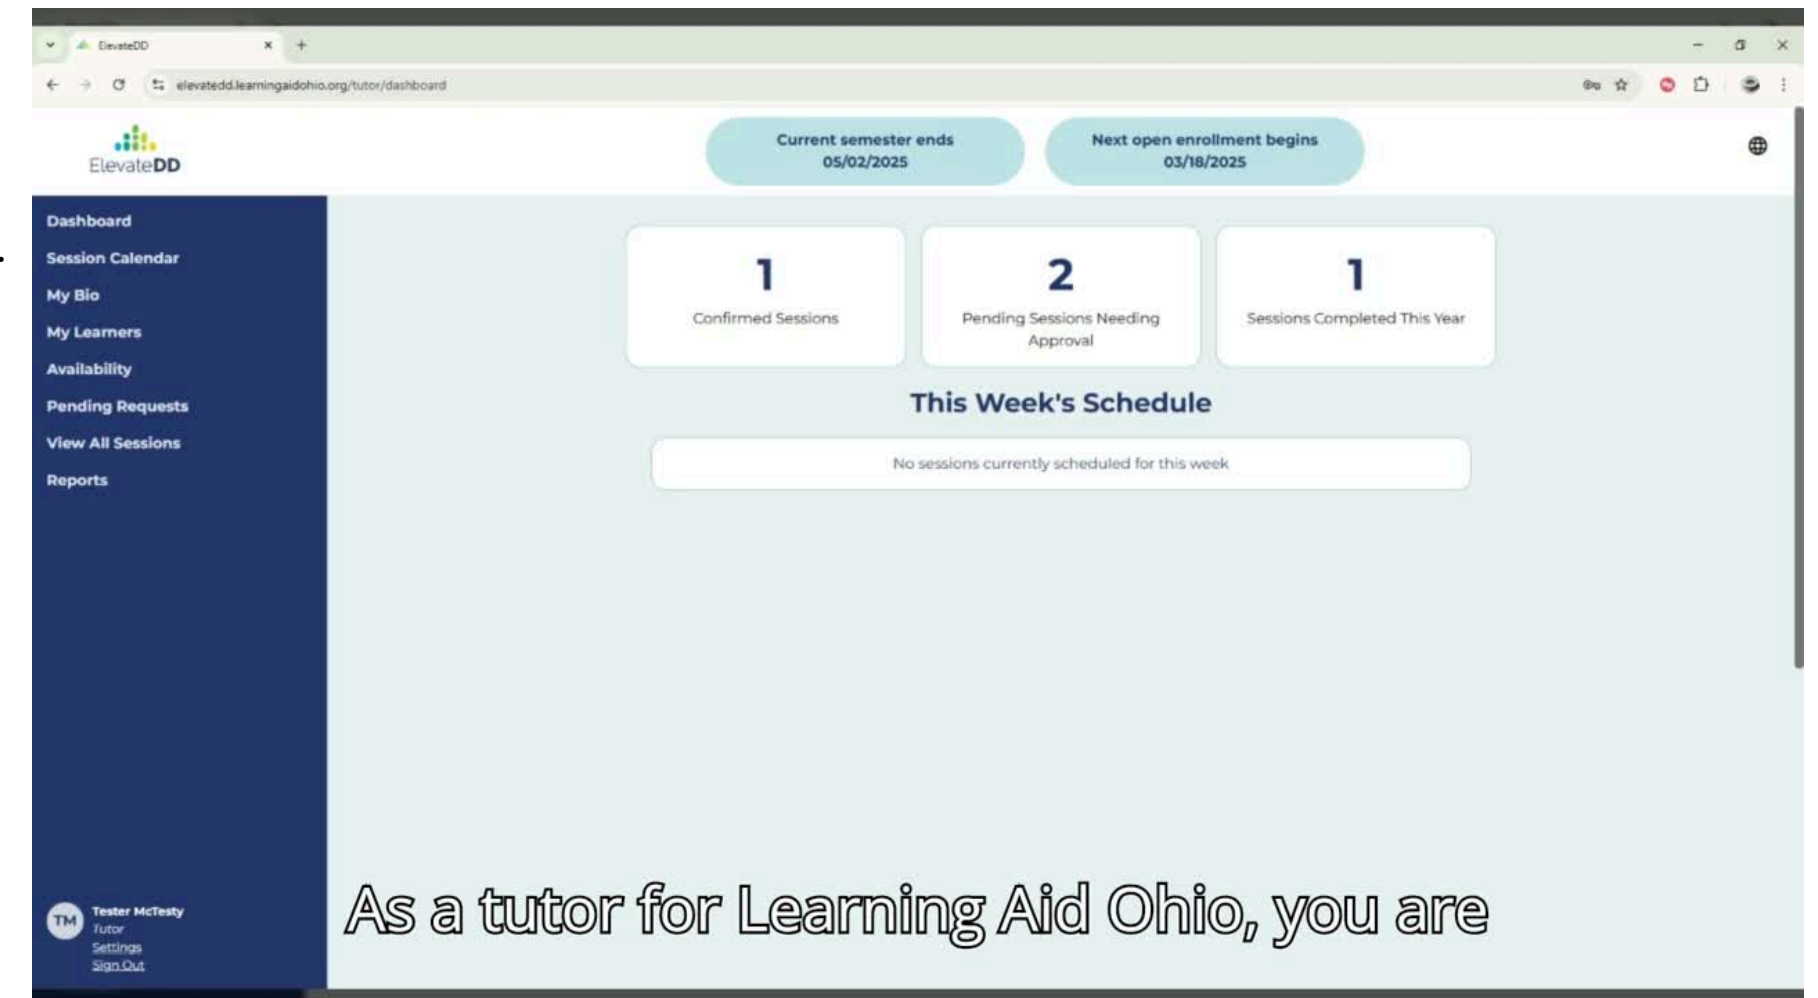 ElevateDD
elevatedd.learningaidohio.org/tutor/dashboard
ElevateDD
Current semester ends
05/02/2025
Next open enrollment begins
03/18/2025
Dashboard
Session Calendar
My Bio
My Learners
Availability
Pending Requests
View All Sessions
Reports
1
Confirmed Sessions
2
Pending Sessions Needing
Approval
1
Sessions Completed This Year
This Week's Schedule
No sessions currently scheduled for this week
TM
Tester McTesty
Tutor
Settings
Sign Out
As a tutor for Learning Aid Ohio, you are